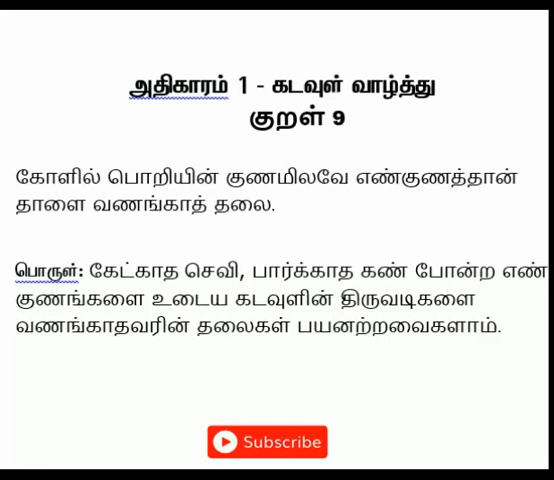 அதிகாரம் 1 - கடவுள் வாழ்த்து
குறள் 9
கோளில் பொறியின் குணமிலவே எண்குணத்தான்
தாளை வணங்காத் தலை.
பொருள்: கேட்காத செவி, பார்க்காத கண் போன்ற எண்
குணங்களை உடைய கடவுளின் திருவடிகளை
வணங்காதவரின் தலைகள் பயனற்றவைகளாம்.
Subscribe